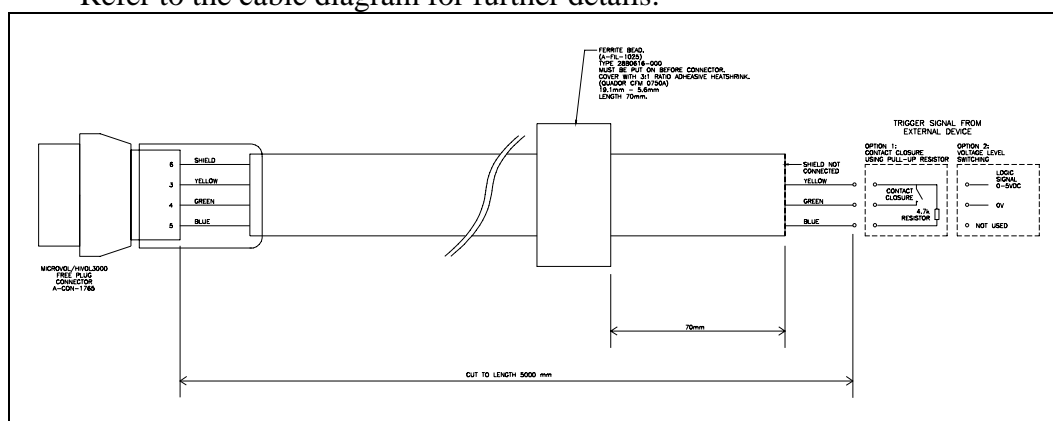 Refer to the cable diagram for further details:
FERRITE BEAD.
(A-FIL-1025)
TYPE 28B0616-000
MUST BE PUT ON BEFORE CONNECTOR.
COVER WITH 3:1 RATIO ADHEASIVE HEATSHRINK.
(QUADOR CFM 0750A)
19.1mm - 5.6mm
LENGTH 70mm.
TRIGGER SIGNAL FROM
EXTERNAL DEVICE
OPTION 1:
CONTACT CLOSURE
USING PULL-UP RESISTOR
OPTION 2:
VOLTAGE LEVEL
SWITCHING
6 SHIELD
3 YELLOW
4 GREEN
5 BLUE
SHIELD NOT
CONNECTED
YELLOW
GREEN
BLUE
CONTACT
CLOSURE
4.7k
RESISTOR
LOGIC
SIGNAL
0-5VDC
0V
NOT USED
MICROVOL/HIVOL3000
FREE PLUG
CONNECTOR
A-CON-1765
70mm
CUT TO LENGTH 5000 mm